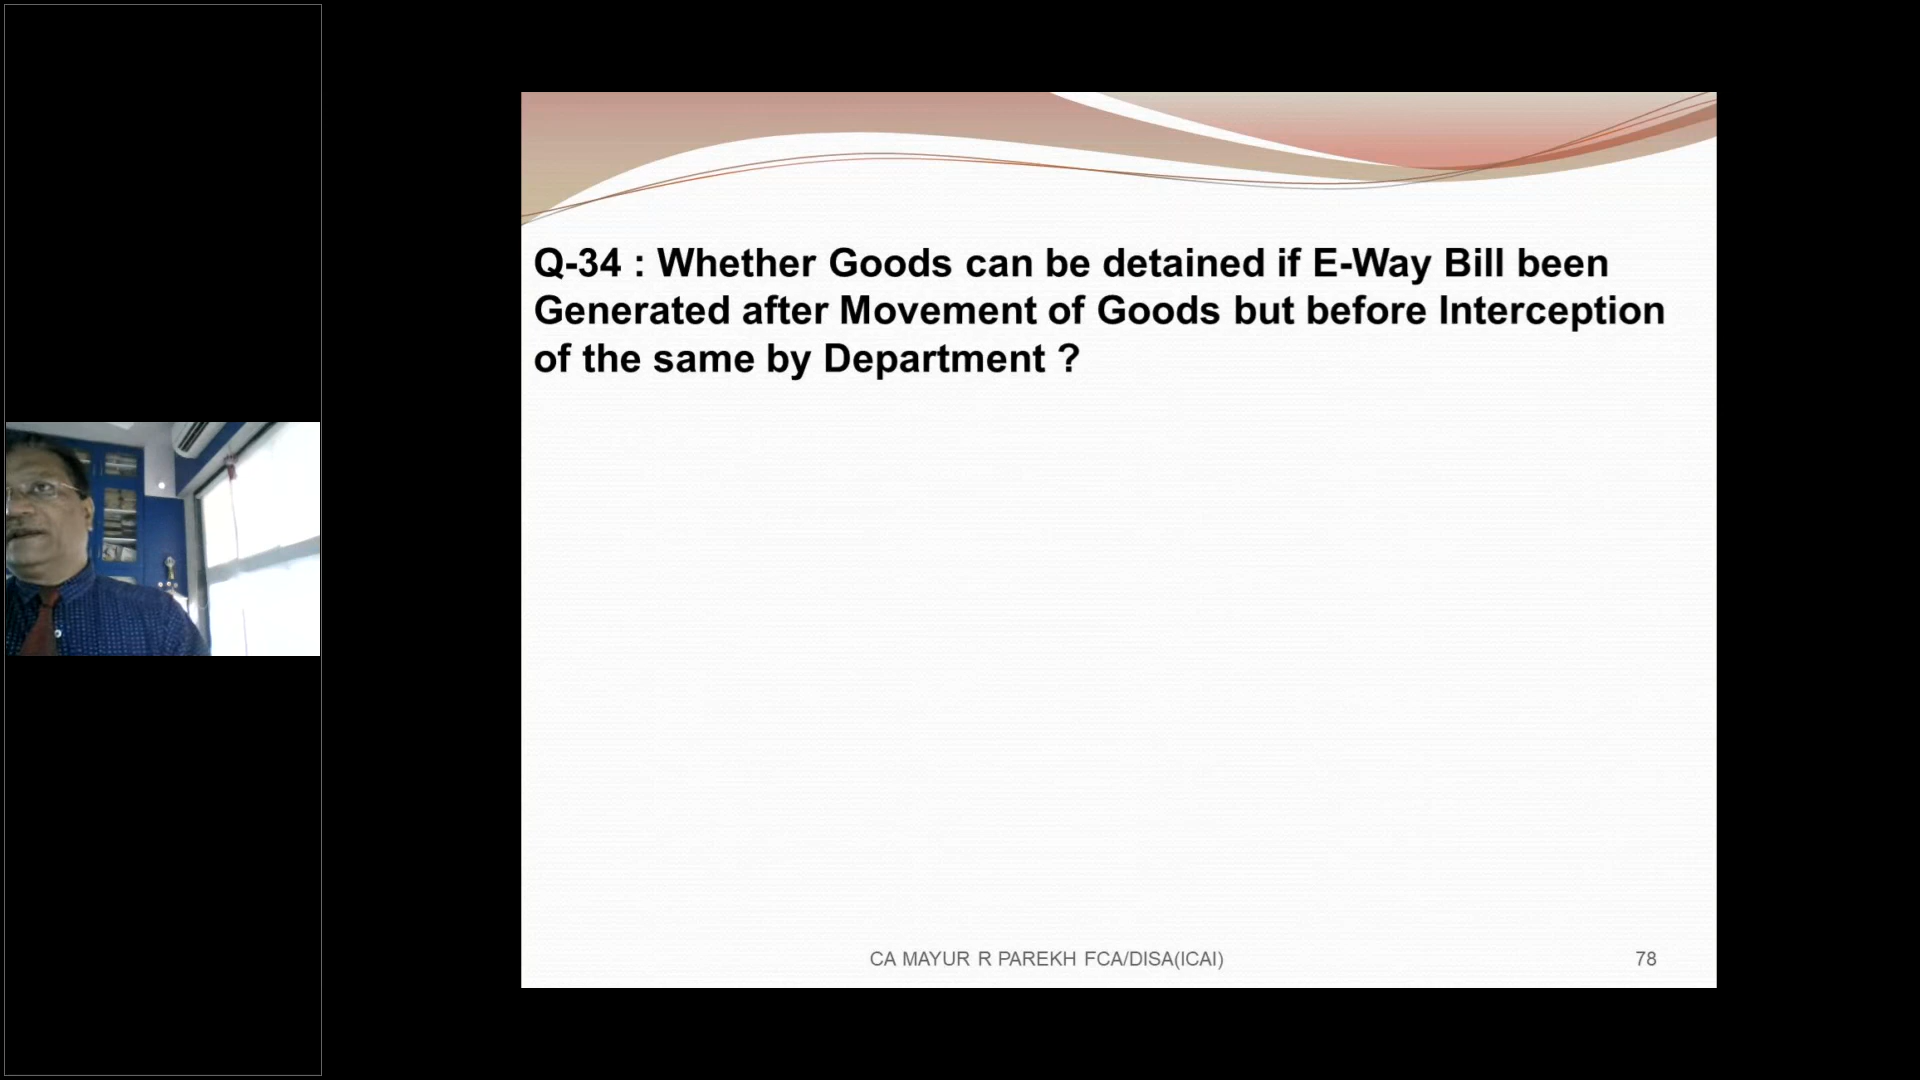 Q-34 : Whether Goods can be detained if E-Way Bill been
Generated after Movement of Goods but before Interception
of the same by Department ?
CA MAYUR R PAREKH FCA/DISA(ICAI)
78